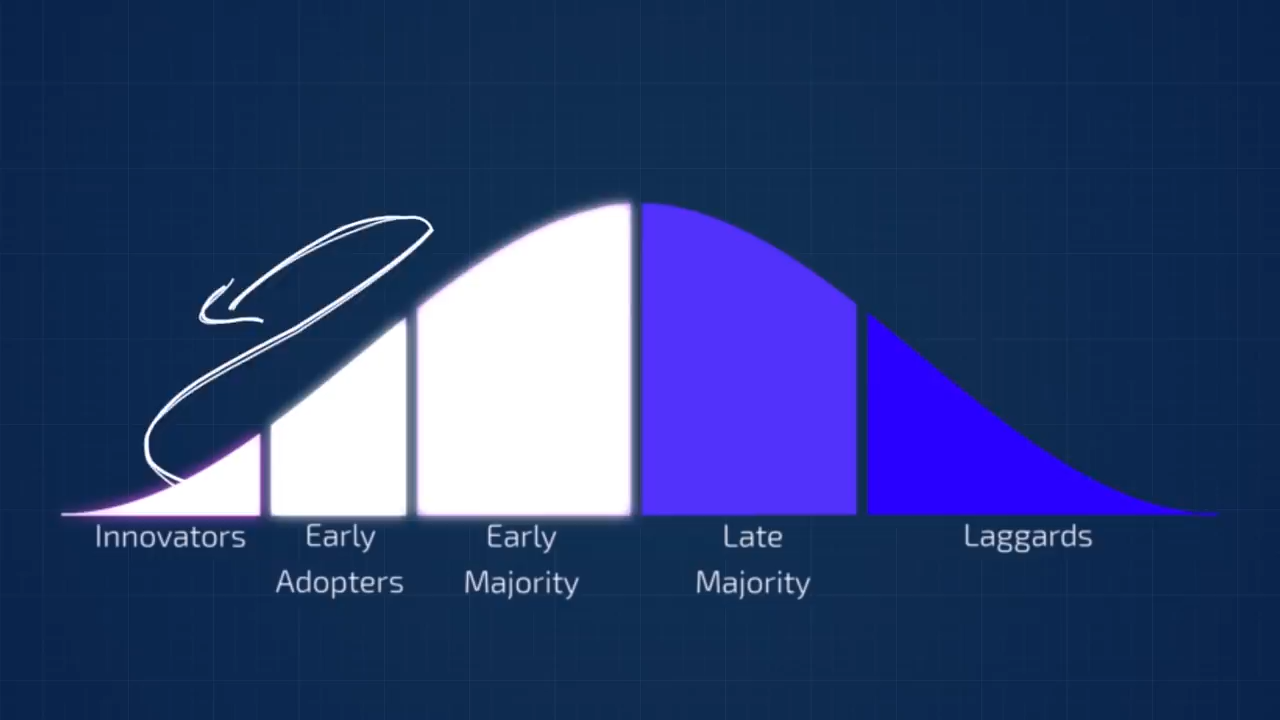 Innovators
Early
Adopters
Early
Majority
Late
Majority
Laggards